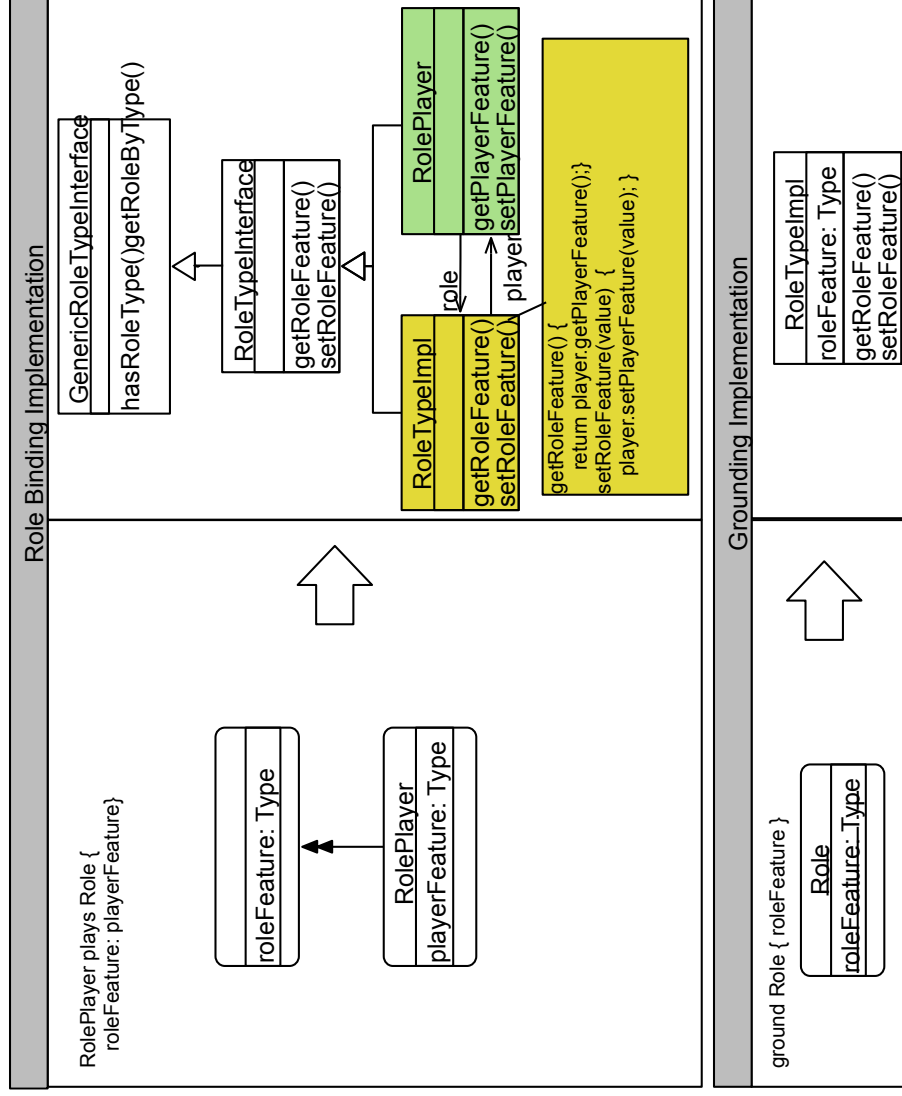 Role Binding Implementation
RolePlayer plays Role {
roleFeature: playerFeature}
roleFeature: Type
RolePlayer
playerFeature: Type
GenericRoleTypeInterface
hasRoleType()getRoleByType()
RoleTypeInterface
getRoleFeature()
setRoleFeature()
RoleTypeImpl
getRoleFeature()
setRoleFeature()
role
player
RolePlayer
getPlayerFeature()
setPlayerFeature()
getRoleFeature() {
return player.getPlayerFeature();}
setRoleFeature(value) {
player.setPlayerFeature(value); }
Grounding Implementation
ground Role { roleFeature }
Role
roleFeature: Type
RoleTypeImpl
roleFeature: Type
getRoleFeature()
setRoleFeature()